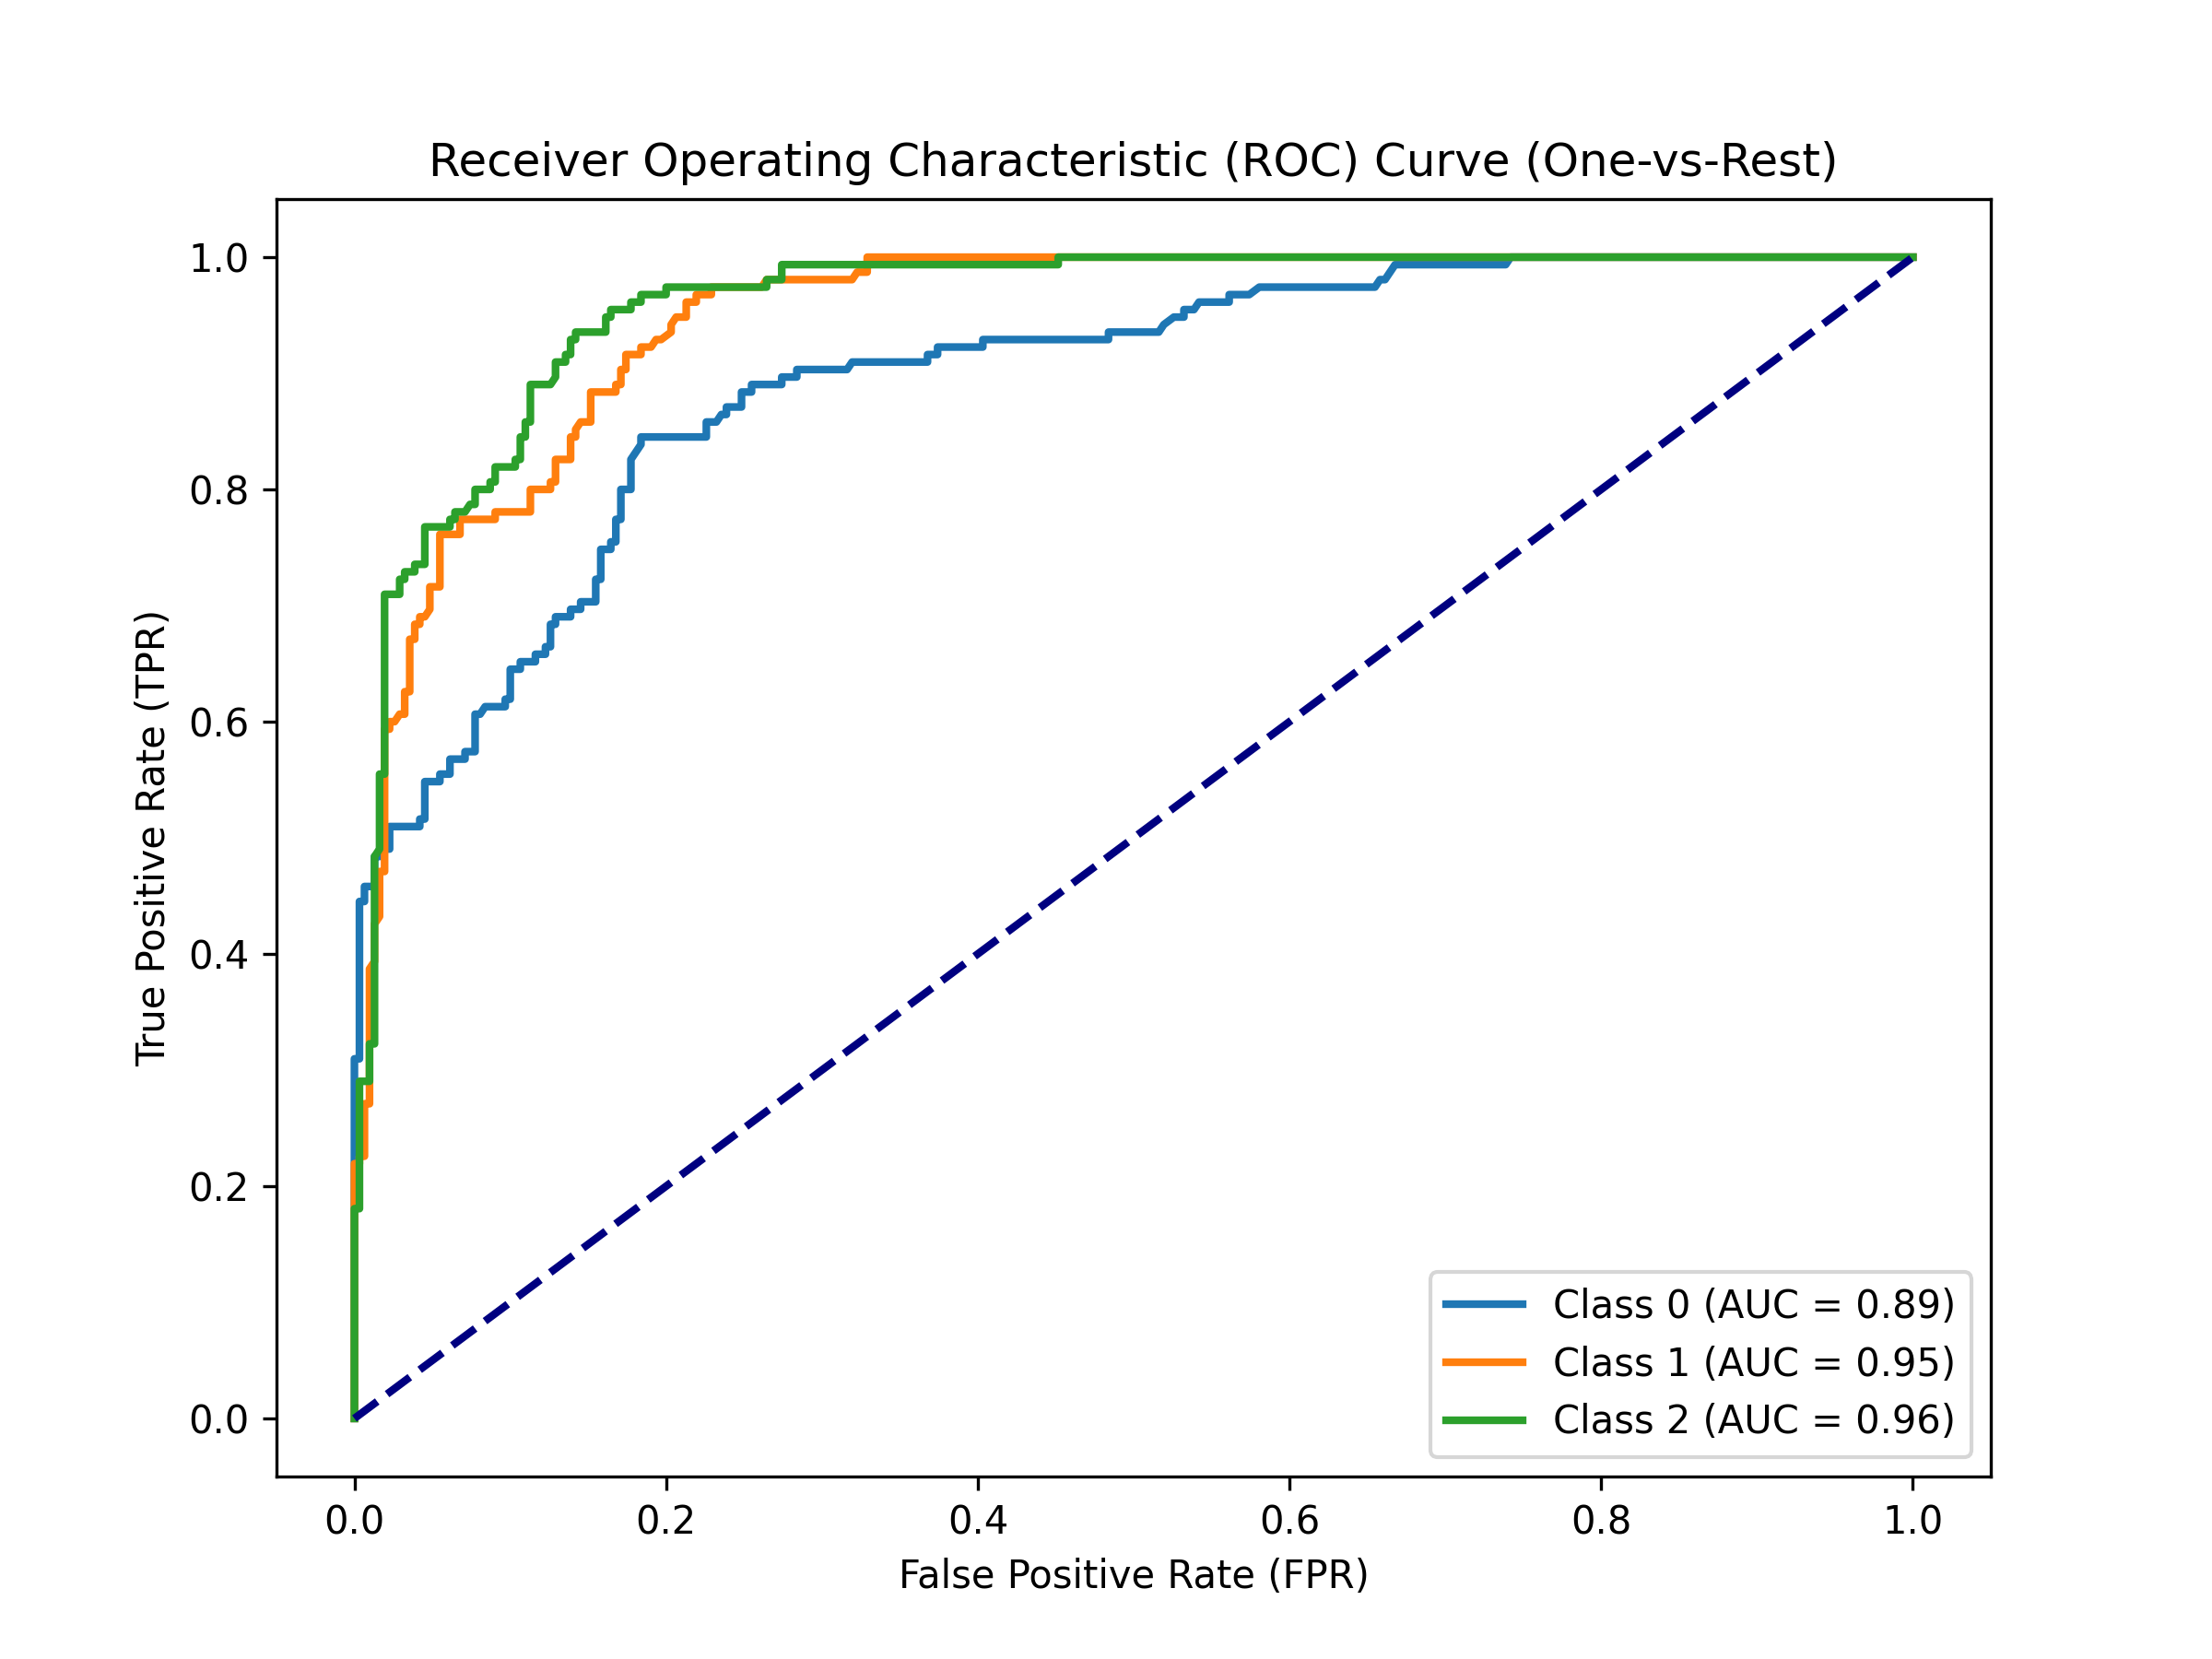 Receiver Operating Characteristic (ROC) Curve (One-vs-Rest)
1.0
0.8
0.6
0.4
0.2
0.0
True Positive Rate (TPR)
0.0 0.2 0.4 0.6 0.8 1.0
False Positive Rate (FPR)
Class 0 (AUC = 0.89)
Class 1 (AUC = 0.95)
Class 2 (AUC = 0.96)